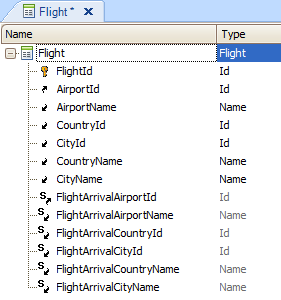 Flight *
Name Type
Flight Flight
FlightId Id
AirportId Id
AirportName Name
CountryId Id
CityId Id
CountryName Name
CityName Name
FlightArrivalAirportId Id
FlightArrivalAirportName Name
FlightArrivalCountryId Id
FlightArrivalCityId Id
FlightArrivalCountryName Name
FlightArrivalCityName Name